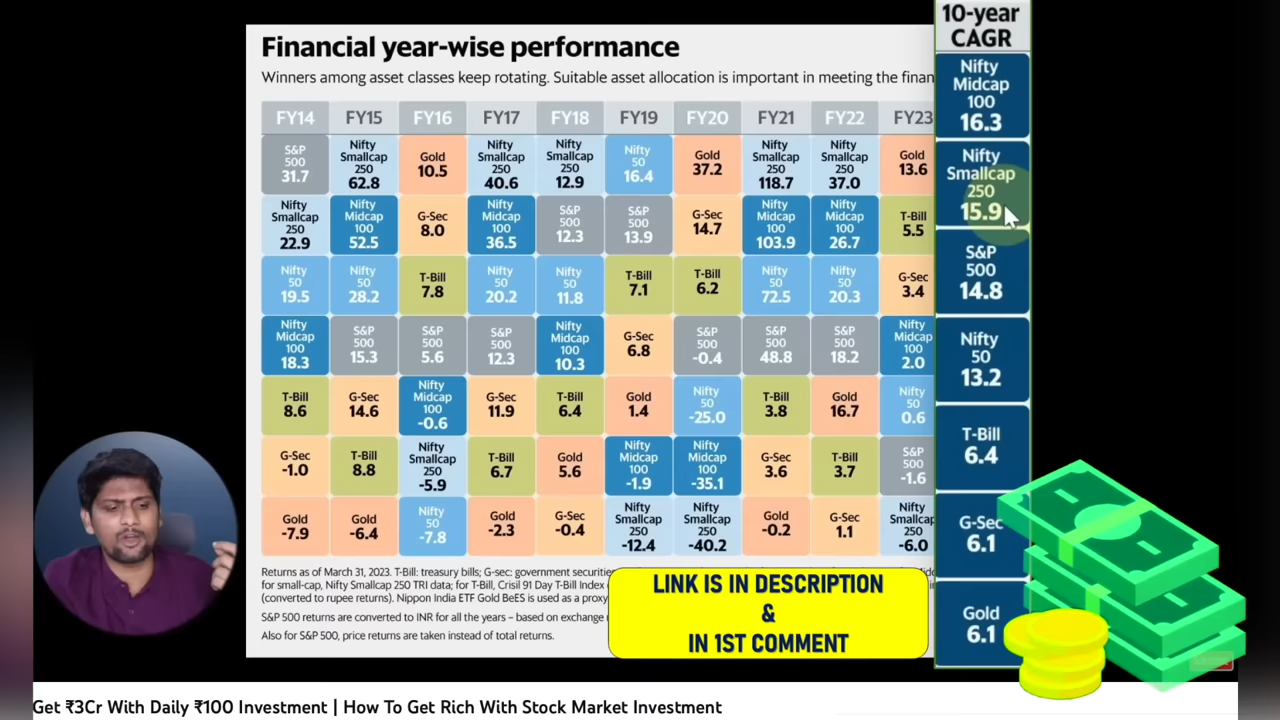 Financial year-wise performance
Winners among asset classes keep rotating. Suitable asset allocation is important in meeting the finan
FY14 FY15 FY16 FY17 FY18 FY19 FY20 FY21 FY22 FY23
S&P 500 31.7
Nifty Smallcap 250 62.8
Gold 10.5
Nifty Smallcap 250 40.6
Nifty Smallcap 250 12.9
Nifty 50 16.4
Gold 37.2
Nifty Smallcap 250 118.7
Nifty Smallcap 250 37.0
Gold 13.6
Nifty Smallcap 250 22.9
Nifty Midcap 100 52.5
G-Sec 8.0
Nifty Midcap 100 36.5
S&P 500 12.3
S&P 500 13.9
G-Sec 14.7
Nifty Midcap 100 103.9
Nifty Midcap 100 26.7
T-Bill 5.5
Nifty 50 19.5
Nifty 50 28.2
T-Bill 7.8
Nifty 50 20.2
Nifty 50 11.8
T-Bill 7.1
T-Bill 6.2
Nifty 50 72.5
Nifty 50 20.3
G-Sec 3.4
Nifty Midcap 100 18.3
S&P 500 15.3
S&P 500 5.6
S&P 500 12.3
Nifty Midcap 100 10.3
G-Sec 6.8
S&P 500 -0.4
S&P 500 48.8
S&P 500 18.2
Nifty Midcap 100 2.0
T-Bill 8.6
G-Sec 14.6
Nifty Midcap 100 -0.6
G-Sec 11.9
T-Bill 6.4
Gold 1.4
Nifty 50 -25.0
T-Bill 3.8
Gold 16.7
Nifty 50 0.6
G-Sec -1.0
T-Bill 8.8
Nifty Smallcap 250 -5.9
T-Bill 6.7
Gold 5.6
Nifty Midcap 100 -1.9
Nifty Midcap 100 -35.1
G-Sec 3.6
T-Bill 3.7
S&P 500 -1.6
Gold -7.9
Gold -6.4
Nifty 50 -7.8
Gold -2.3
G-Sec -0.4
Nifty Smallcap 250 -12.4
Nifty Smallcap 250 -40.2
Gold -0.2
G-Sec 1.1
Nifty Smallcap 250 -6.0
10-year
CAGR
Nifty
Midcap
100
16.3
Nifty
Smallcap
250
15.9
S&P
500
14.8
Nifty
50
13.2
T-Bill
6.4
G-Sec
6.1
Gold
6.1
Returns as of March 31, 2023. T-Bill: treasury bills; G-sec: government securities
for small-cap, Nifty Smallcap 250 TRI data; for T-Bill, Crisil 91 Day T-Bill Index
(converted to rupee returns). Nippon India ETF Gold BeES is used as a proxy
S&P 500 returns are converted to INR for all the years – based on exchange
Also for S&P 500, price returns are taken instead of total returns.
LINK IS IN DESCRIPTION
&
IN 1ST COMMENT
Get ₹3Cr With Daily ₹100 Investment | How To Get Rich With Stock Market Investment